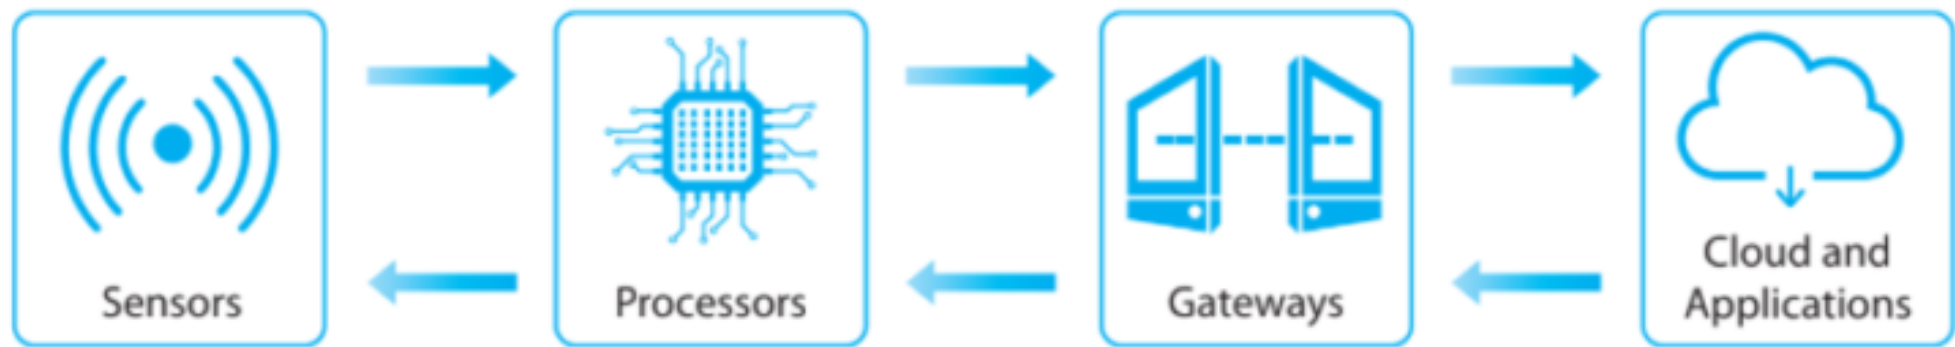 Sensors
Processors
Gateways
Cloud and
Applications